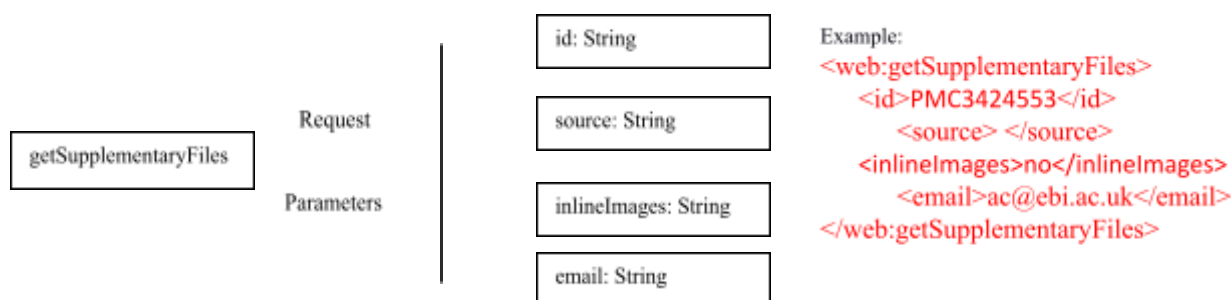 getSupplementaryFiles
Request
Parameters
id: String
source: String
inlineImages: String
email: String
Example:
<web:getSupplementaryFiles>
<id>PMC3424553</id>
<source> </source>
<inlineImages>no</inlineImages>
<email>ac@ebi.ac.uk</email>
</web:getSupplementaryFiles>